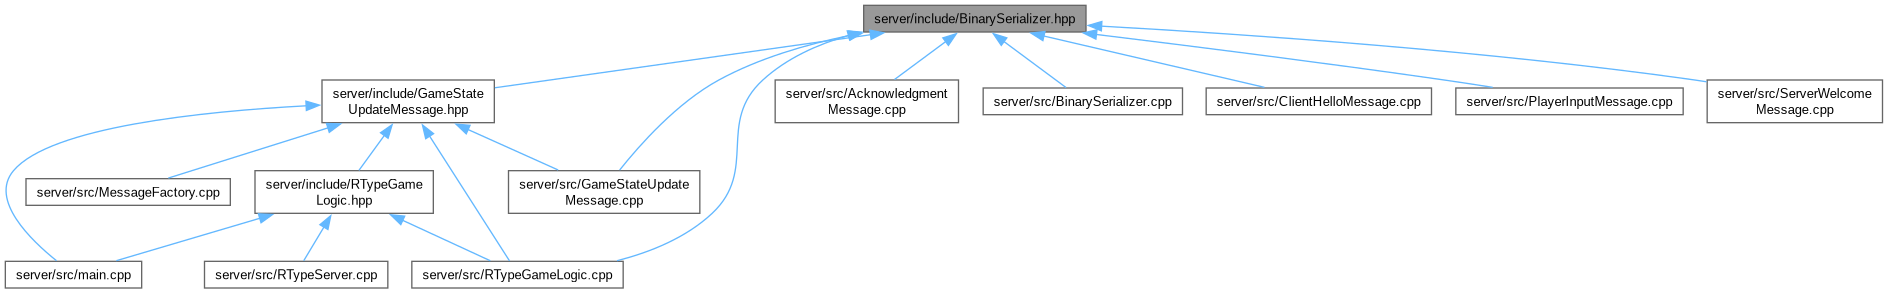 server/include/BinarySerializer.hpp
server/include/GameState
UpdateMessage.hpp
server/src/Acknowledgment
Message.cpp
server/src/BinarySerializer.cpp
server/src/ClientHelloMessage.cpp
server/src/PlayerInputMessage.cpp
server/src/ServerWelcome
Message.cpp
server/src/MessageFactory.cpp
server/include/RTypeGame
Logic.hpp
server/src/GameStateUpdate
Message.cpp
server/src/main.cpp
server/src/RTypeServer.cpp
server/src/RTypeGameLogic.cpp